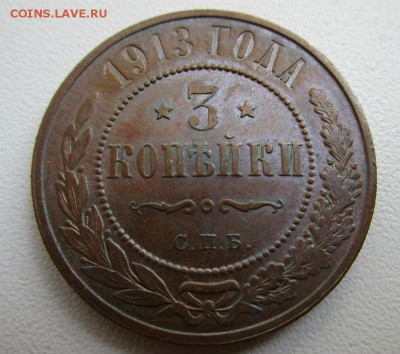 COINS.LAVE.RU
1913 ГОДА
3
КОПѢЙКИ
С.П.Б.